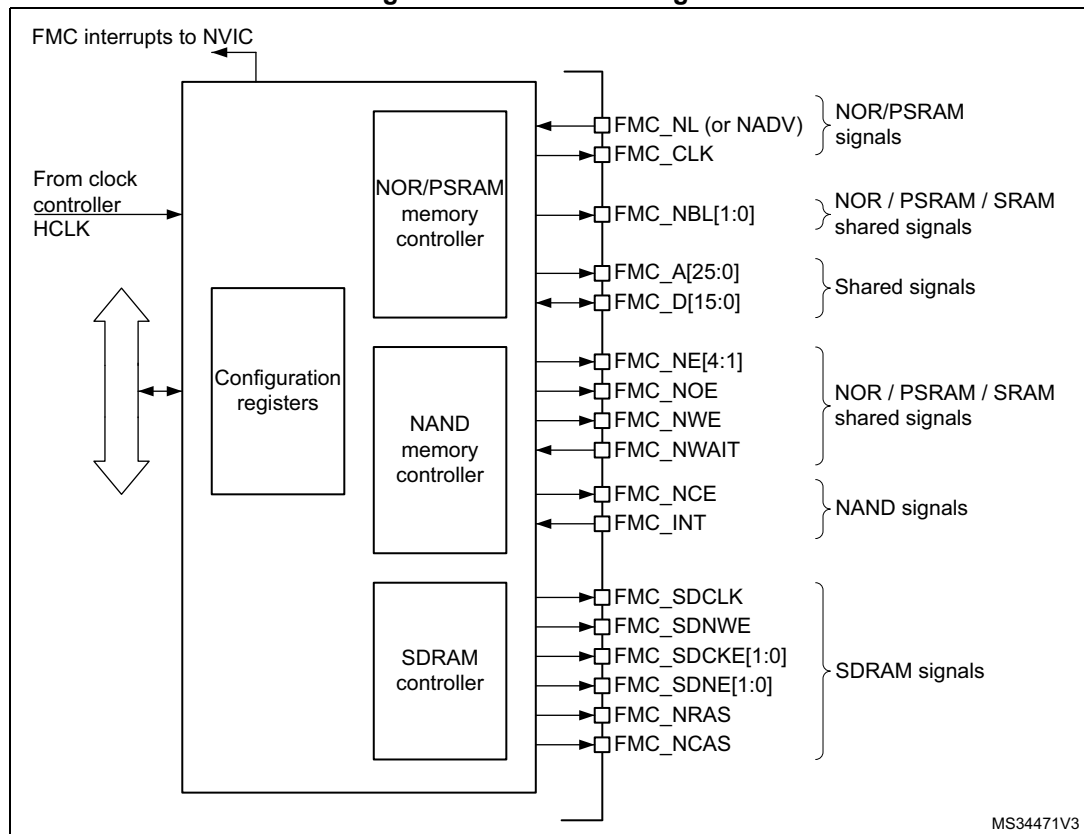 FMC interrupts to NVIC
From clock
controller
HCLK
Configuration
registers
NOR/PSRAM
memory
controller
NAND
memory
controller
SDRAM
controller
FMC_NL (or NADV)
FMC_CLK
NOR/PSRAM
signals
FMC_NBL[1:0]
NOR / PSRAM / SRAM
shared signals
FMC_A[25:0]
FMC_D[15:0]
Shared signals
FMC_NE[4:1]
FMC_NOE
FMC_NWE
FMC_NWAIT
NOR / PSRAM / SRAM
shared signals
FMC_NCE
FMC_INT
NAND signals
FMC_SDCLK
FMC_SDNWE
FMC_SDCKE[1:0]
FMC_SDNE[1:0]
FMC_NRAS
FMC_NCAS
SDRAM signals
MS34471V3